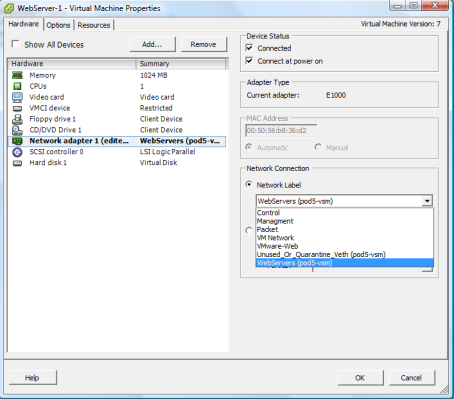 WebServer-1 - Virtual Machine Properties
Hardware Options Resources
Virtual Machine Version: 7
Show All Devices
Add...
Remove
Hardware Summary
Memory 1024 MB
CPUs 1
Video card Video card
VMCI device Restricted
Floppy drive 1 Client Device
CD/DVD Drive 1 Client Device
Network adapter 1 (edite... WebServers (pod5-v...
SCSI controller 0 LSI Logic Parallel
Hard disk 1 Virtual Disk
Device Status
Connected
Connect at power on
Adapter Type
Current adapter: E1000
MAC Address
00:50:56:b8:36:d2
Automatic Manual
Network Connection
Network Label
WebServers (pod5-vsm)
Control
Managment
Packet
VM Network
VMware-Web
Unused_Or_Quarantine_Veth (pod5-vsm)
WebServers (pod5-vsm)
Help
OK
Cancel